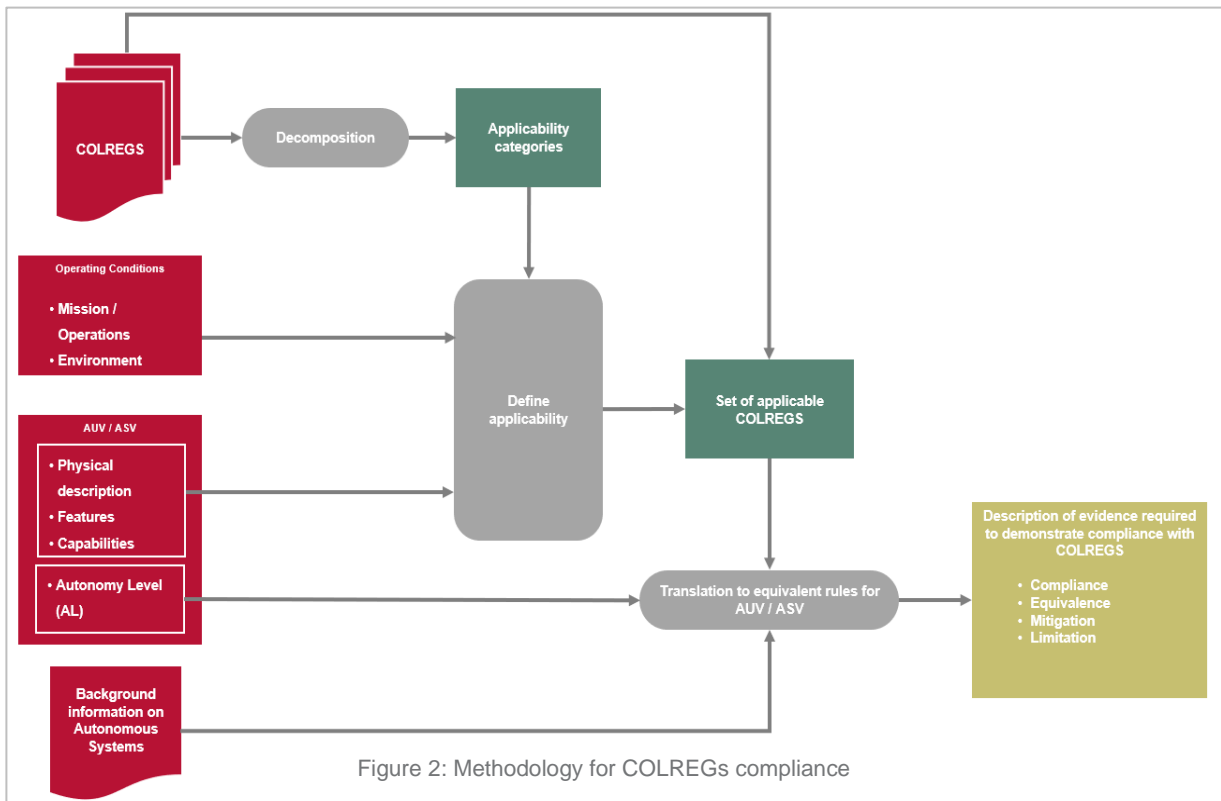 COLREGS
Decomposition
Applicability
categories
Operating Conditions
• Mission /
Operations
• Environment
Define
applicability
Set of applicable
COLREGS
AUV / ASV
• Physical
description
• Features
• Capabilities
• Autonomy Level
(AL)
Translation to equivalent rules for
AUV / ASV
Description of evidence required
to demonstrate compliance with
COLREGS
• Compliance
• Equivalence
• Mitigation
• Limitation
Background
information on
Autonomous
Systems
Figure 2: Methodology for COLREGs compliance